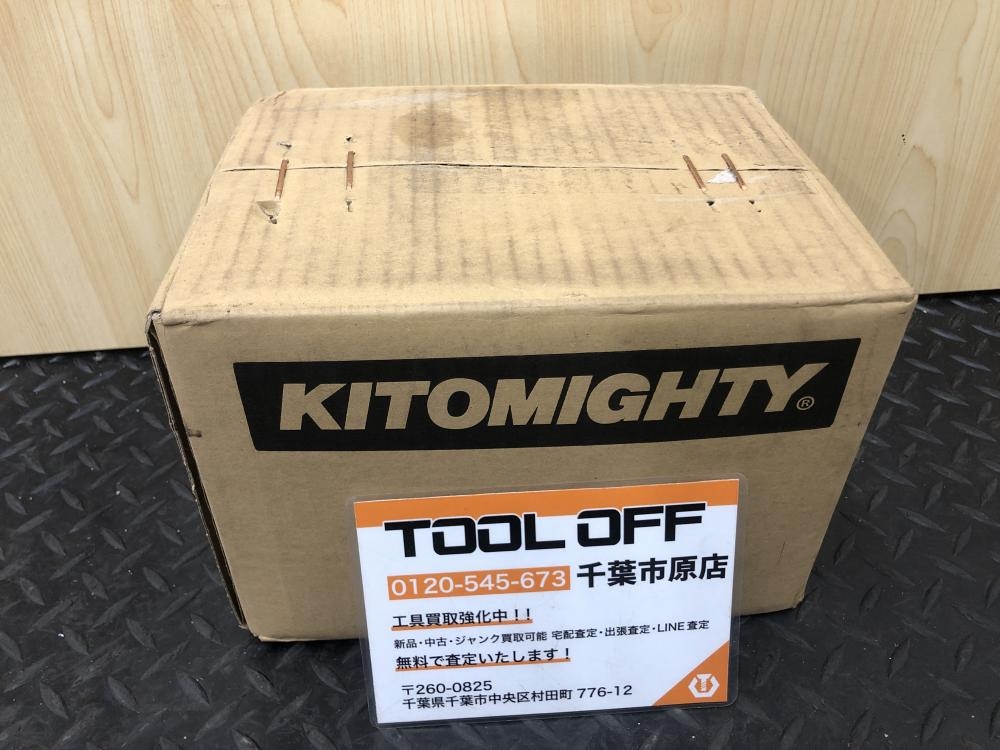 KITOMIGHTY®
TOOL OFF
0120-545-673 千葉市原店
工具買取強化中!!
新品・中古・ジャンク買取可能 宅配査定・出張査定・LINE査定
無料で査定いたします!
〒260-0825
千葉県千葉市中央区村田町 776-12